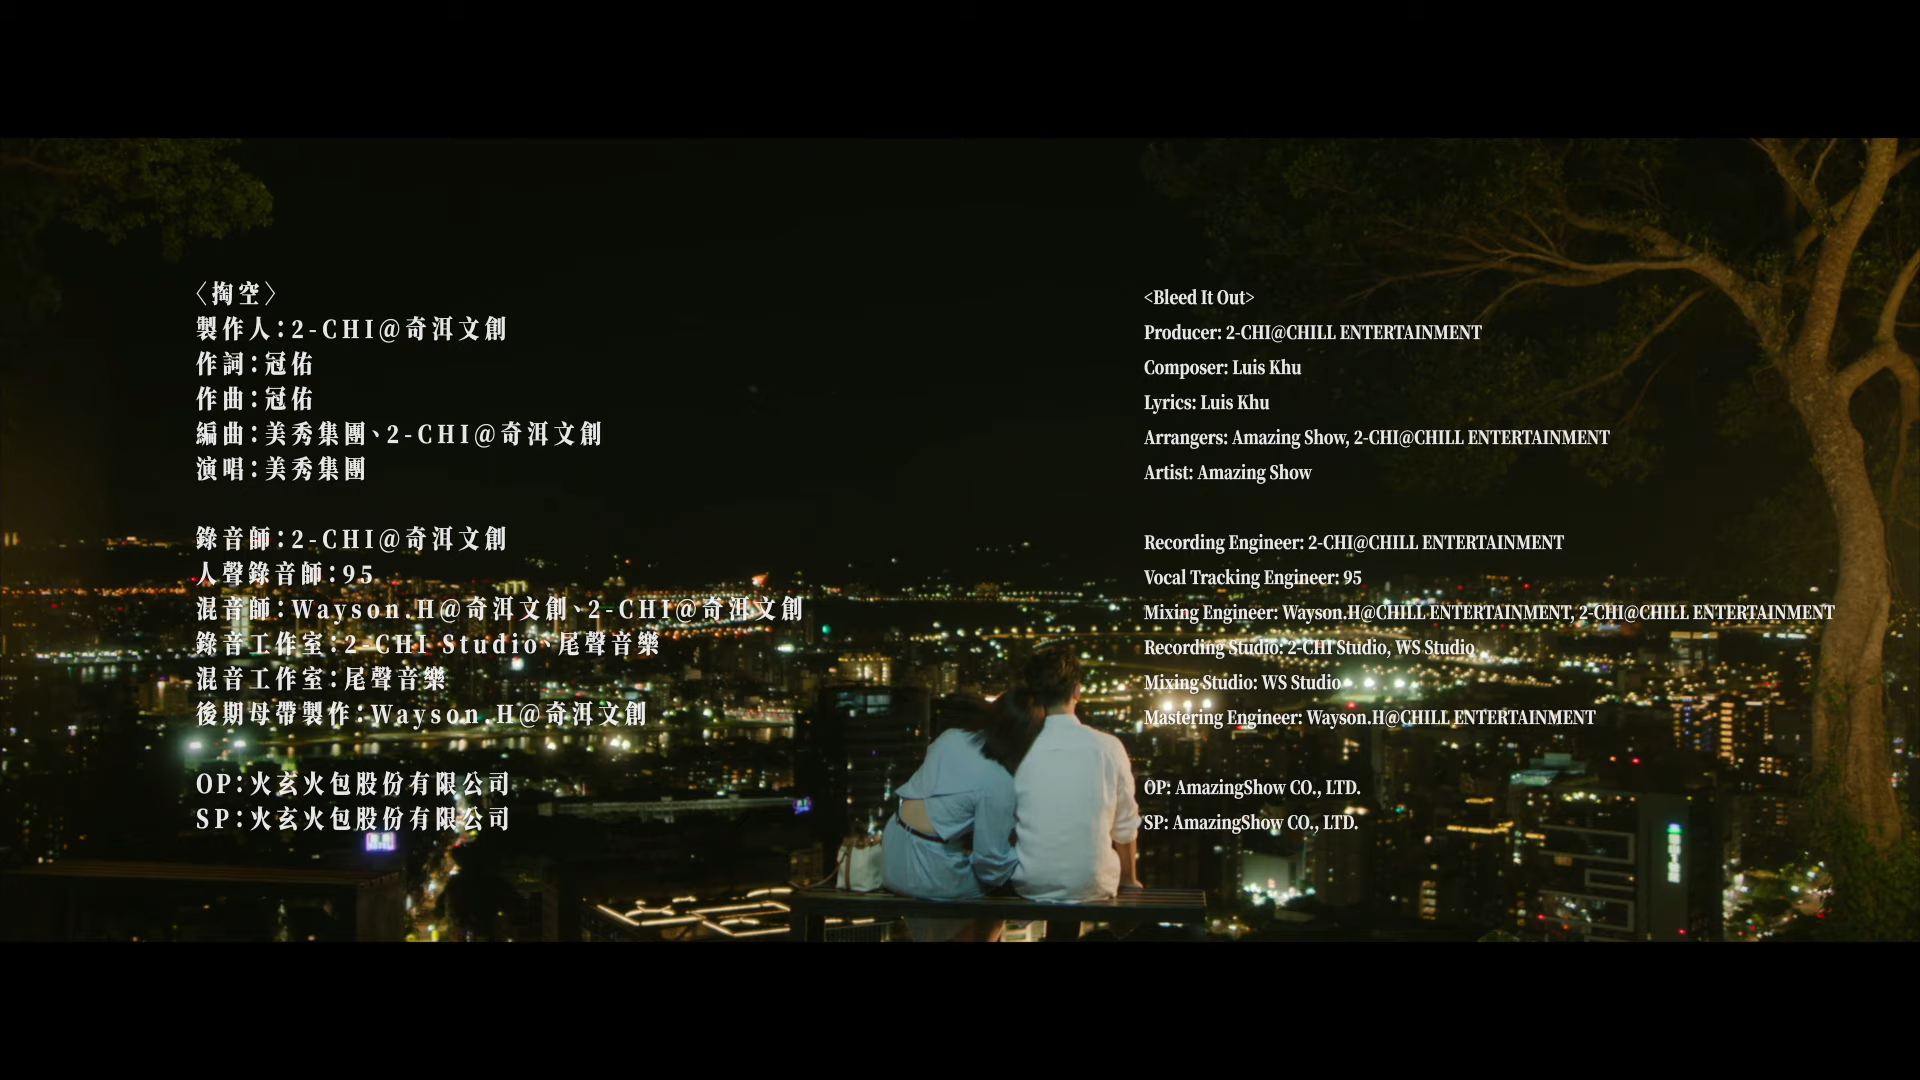 〈掏空〉
製作人：2-CHI@奇洱文創
作詞：冠佑
作曲：冠佑
編曲：美秀集團、2-CHI@奇洱文創
演唱：美秀集團
錄音師：2-CHI@奇洱文創
人聲錄音師：95
混音師：Wayson.H@奇洱文創、2-CHI@奇洱文創
錄音工作室：2-CHI Studio、尾聲音樂
混音工作室：尾聲音樂
後期母帶製作：Wayson.H@奇洱文創
OP：火玄火包股份有限公司
SP：火玄火包股份有限公司
<Bleed It Out>
Producer: 2-CHI@CHILL ENTERTAINMENT
Composer: Luis Khu
Lyrics: Luis Khu
Arrangers: Amazing Show, 2-CHI@CHILL ENTERTAINMENT
Artist: Amazing Show
Recording Engineer: 2-CHI@CHILL ENTERTAINMENT
Vocal Tracking Engineer: 95
Mixing Engineer: Wayson.H@CHILL ENTERTAINMENT, 2-CHI@CHILL ENTERTAINMENT
Recording Studio: 2-CHI Studio, WS Studio
Mixing Studio: WS Studio
Mastering Engineer: Wayson.H@CHILL ENTERTAINMENT
OP: AmazingShow CO., LTD.
SP: AmazingShow CO., LTD.